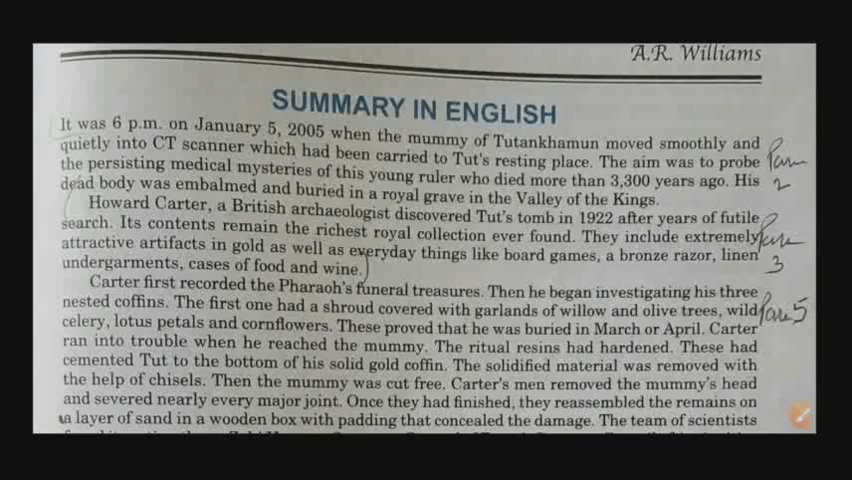 A.R. Williams
SUMMARY IN ENGLISH
It was 6 p.m. on January 5, 2005 when the mummy of Tutankhamun moved smoothly and
quietly into CT scanner which had been carried to Tut's resting place. The aim was to probe
the persisting medical mysteries of this young ruler who died more than 3,300 years ago. His
dead body was embalmed and buried in a royal grave in the Valley of the Kings.
Para
2
Howard Carter, a British archaeologist discovered Tut's tomb in 1922 after years of futile
search. Its contents remain the richest royal collection ever found. They include extremely
attractive artifacts in gold as well as everyday things like board games, a bronze razor, linen
undergarments, cases of food and wine.
Para
3
Carter first recorded the Pharaoh's funeral treasures. Then he began investigating his three
nested coffins. The first one had a shroud covered with garlands of willow and olive trees, wild
celery, lotus petals and cornflowers. These proved that he was buried in March or April. Carter
ran into trouble when he reached the mummy. The ritual resins had hardened. These had
cemented Tut to the bottom of his solid gold coffin. The solidified material was removed with
the help of chisels. Then the mummy was cut free. Carter's men removed the mummy's head
and severed nearly every major joint. Once they had finished, they reassembled the remains on
a layer of sand in a wooden box with padding that concealed the damage. The team of scientists
Para 5